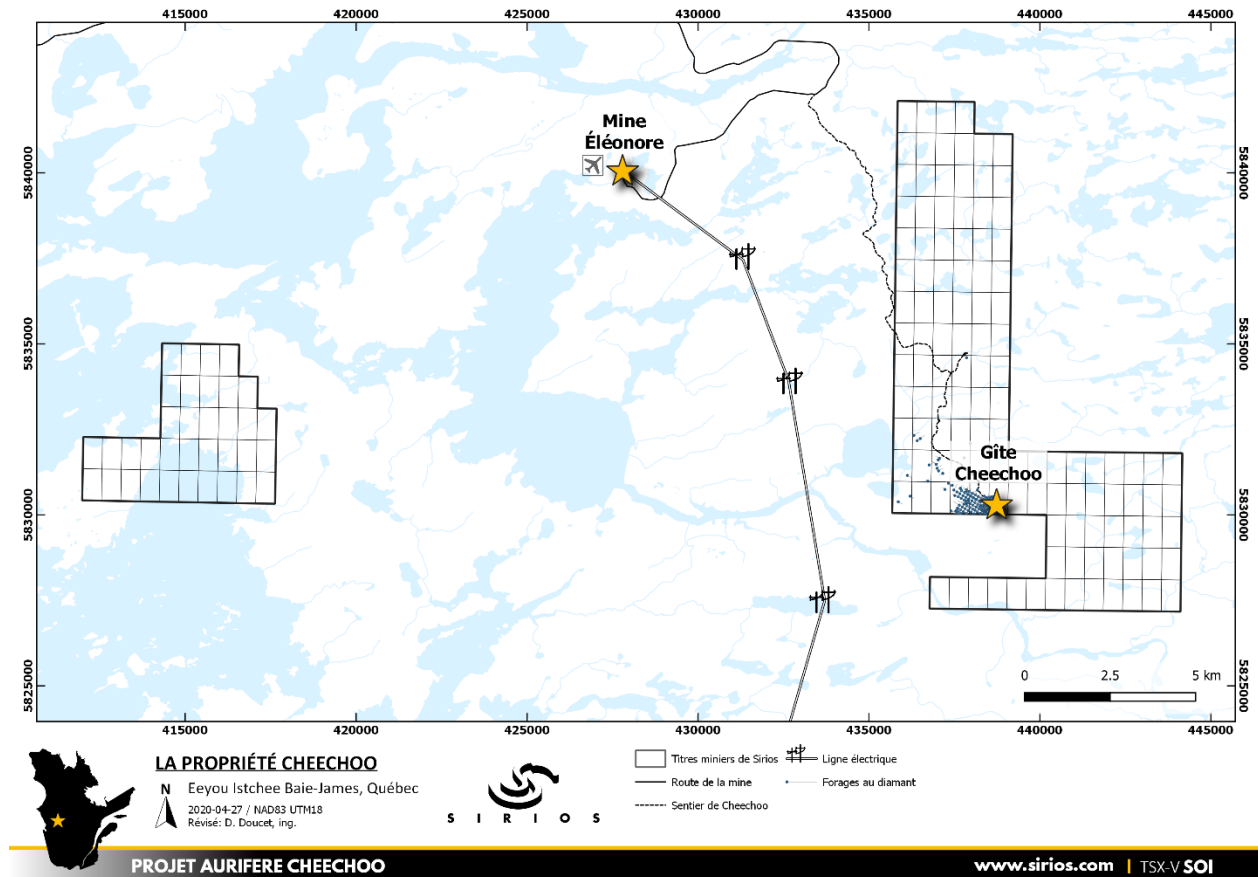 415000 420000 425000 430000 435000 440000 445000
Mine
Éléonore
5840000 5840000
5835000 5835000
Gîte
Cheechoo
5830000 5830000
0 2.5 5 km
5825000 5825000
415000 420000 425000 430000 435000 440000 445000
LA PROPRIÉTÉ CHEECHOO
N
Eeyou Istchee Baie-James, Québec
2020-04-27 / NAD83 UTM18
Révisé: D. Doucet, ing.
SIRIOS
Titres miniers de Sirios
Ligne électrique
Route de la mine
Forages au diamant
Sentier de Cheechoo
PROJET AURIFERE CHEECHOO
www.sirios.com | TSX-V SOI